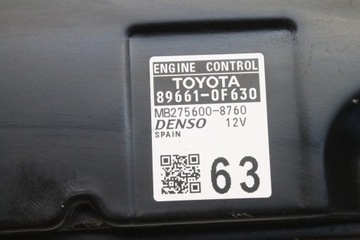 ENGINE CONTROL
TOYOTA
89661-0F630
MB275600-8760
DENSO 12V
SPAIN
63